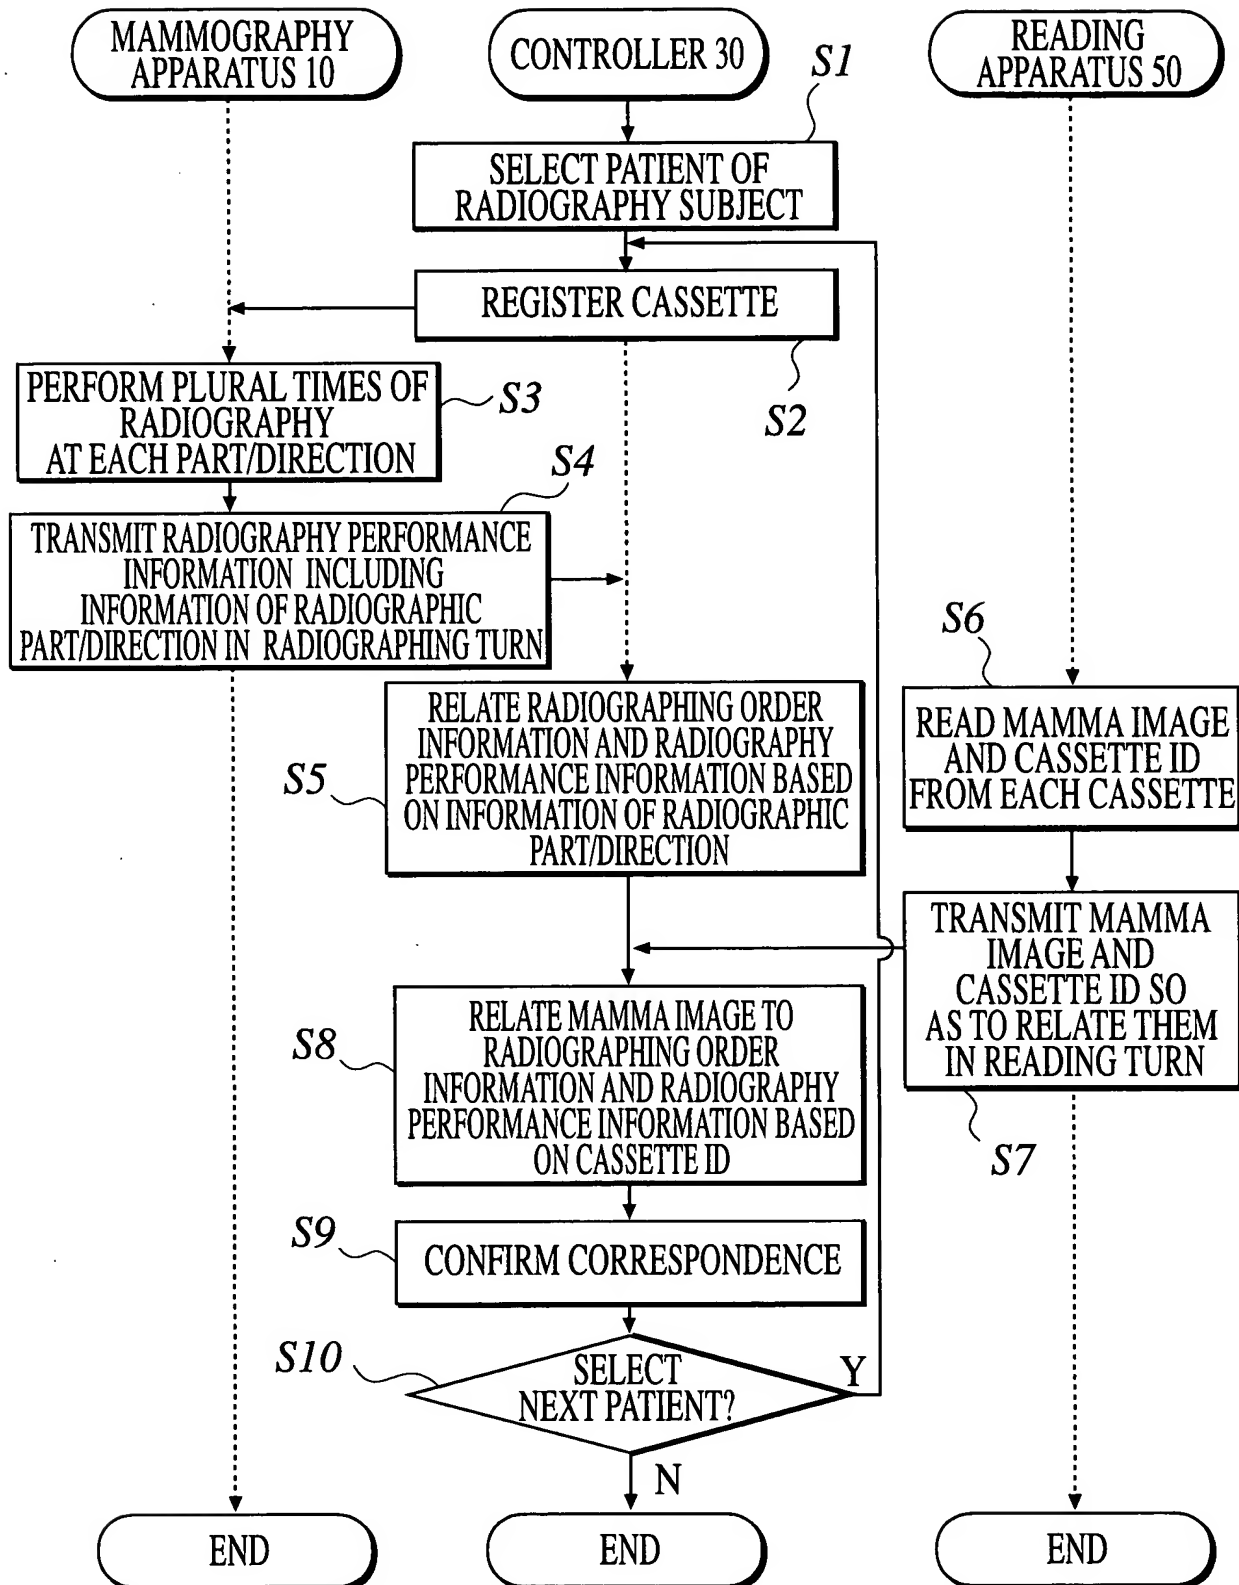 MAMMOGRAPHY
APPARATUS 10
CONTROLLER 30
READING
APPARATUS 50
S1
SELECT PATIENT OF
RADIOGRAPHY SUBJECT
REGISTER CASSETTE
S2
PERFORM PLURAL TIMES OF
RADIOGRAPHY
AT EACH PART/DIRECTION
S3
S4
TRANSMIT RADIOGRAPHY PERFORMANCE
INFORMATION INCLUDING
INFORMATION OF RADIOGRAPHIC
PART/DIRECTION IN RADIOGRAPHING TURN
S5
RELATE RADIOGRAPHING ORDER
INFORMATION AND RADIOGRAPHY
PERFORMANCE INFORMATION BASED
ON INFORMATION OF RADIOGRAPHIC
PART/DIRECTION
S6
READ MAMMA IMAGE
AND CASSETTE ID
FROM EACH CASSETTE
TRANSMIT MAMMA
IMAGE AND
CASSETTE ID SO
AS TO RELATE THEM
IN READING TURN
S7
S8
RELATE MAMMA IMAGE TO
RADIOGRAPHING ORDER
INFORMATION AND RADIOGRAPHY
PERFORMANCE INFORMATION BASED
ON CASSETTE ID
S9
CONFIRM CORRESPONDENCE
S10
SELECT
NEXT PATIENT?
Y
N
END
END
END